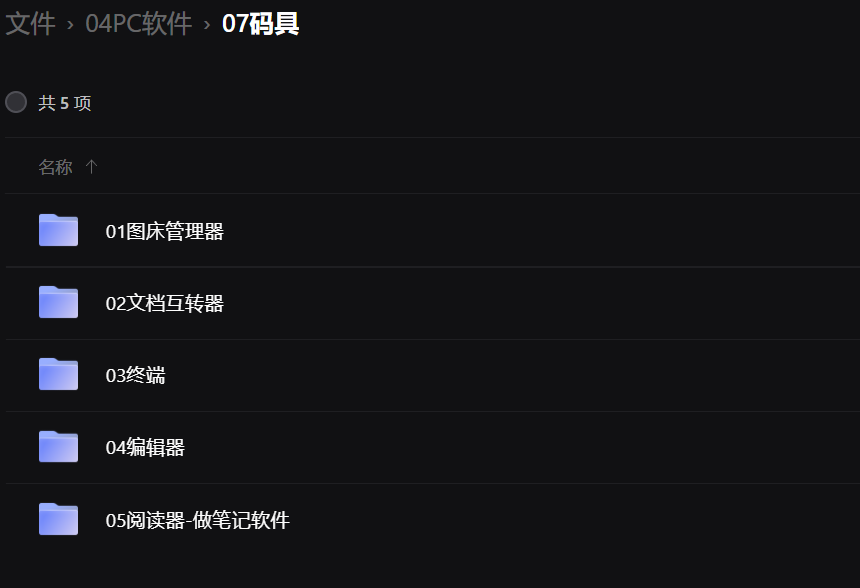 文件 › 04PC软件 › 07码具
共 5 项
名称 ↑
01图床管理器
02文档互转器
03终端
04编辑器
05阅读器-做笔记软件